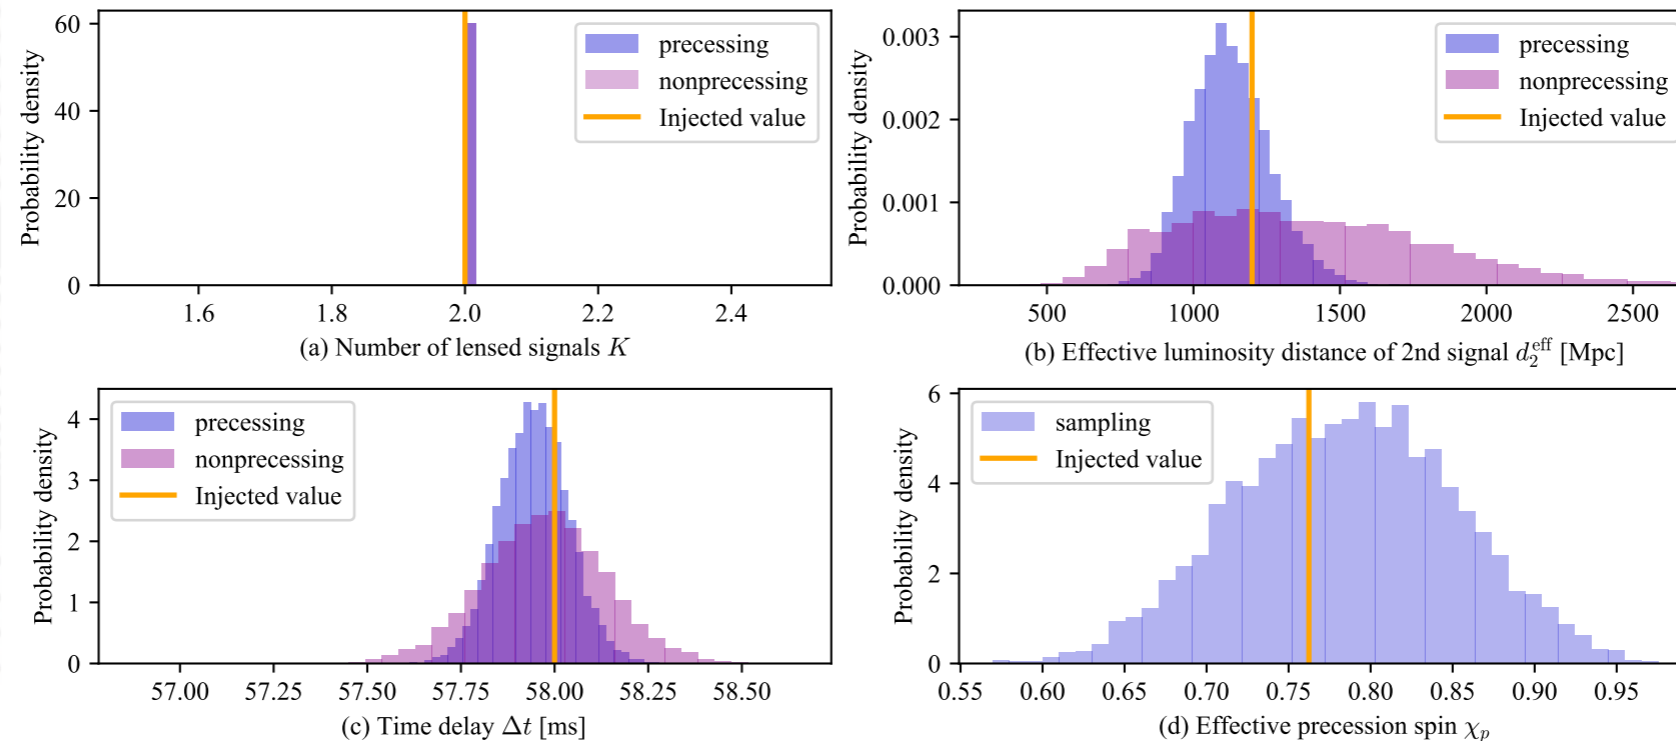 Probability density
60
40
20
0
precessing
nonprecessing
Injected value
1.6 1.8 2.0 2.2 2.4
(a) Number of lensed signals K
Probability density
0.003
0.002
0.001
0.000
precessing
nonprecessing
Injected value
500 1000 1500 2000 2500
(b) Effective luminosity distance of 2nd signal d₂ᵉᶠᶠ [Mpc]
Probability density
4
3
2
1
0
precessing
nonprecessing
Injected value
57.00 57.25 57.50 57.75 58.00 58.25 58.50
(c) Time delay Δt [ms]
Probability density
6
4
2
0
sampling
Injected value
0.55 0.60 0.65 0.70 0.75 0.80 0.85 0.90 0.95
(d) Effective precession spin χₚ